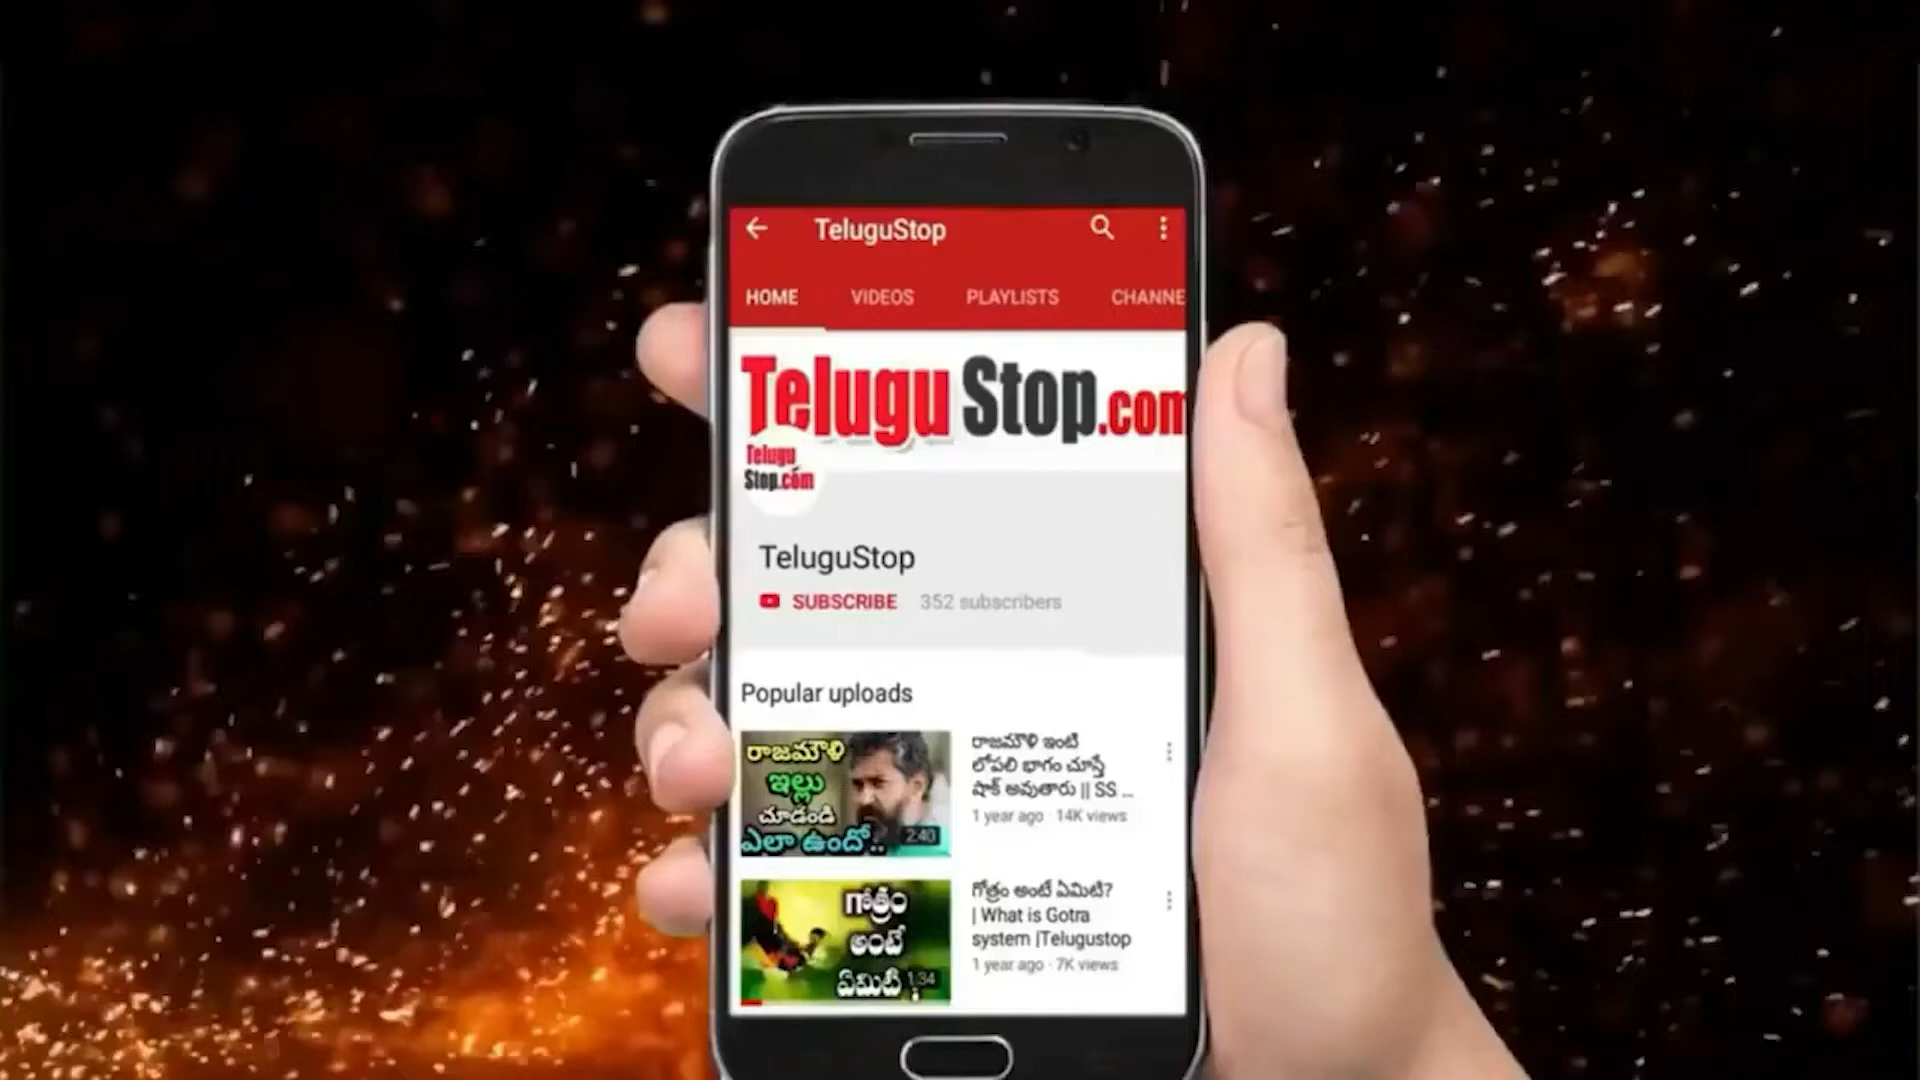 TeluguStop
HOME VIDEOS PLAYLISTS CHANNE
Telugu Stop.com
Telugu
Stop.com
TeluguStop
SUBSCRIBE 352 subscribers
Popular uploads
రాజమౌళి
ఇల్లు
చూడండి
ఎలా ఉందో..
2:40
రాజమౌళి ఇంటి
లోపలి భాగం చూస్తే
షాక్ అవుతారు || SS ...
1 year ago · 14K views
గోత్రం
అంటే
ఏమిటి
1:34
గోత్రం అంటే ఏమిటి?
| What is Gotra
system |Telugustop
1 year ago · 7K views